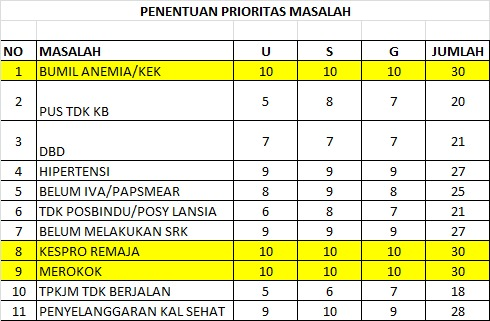 PENENTUAN PRIORITAS MASALAH
NO MASALAH U S G JUMLAH
1 BUMIL ANEMIA/KEK 10 10 10 30
2 PUS TDK KB 5 8 7 20
3 DBD 7 7 7 21
4 HIPERTENSI 9 9 9 27
5 BELUM IVA/PAPSMEAR 8 9 8 25
6 TDK POSBINDU/POSY LANSIA 6 8 7 21
7 BELUM MELAKUKAN SRK 9 9 9 27
8 KESPRO REMAJA 10 10 10 30
9 MEROKOK 10 10 10 30
10 TPKJM TDK BERJALAN 5 6 7 18
11 PENYELANGGARAN KAL SEHAT 9 10 9 28